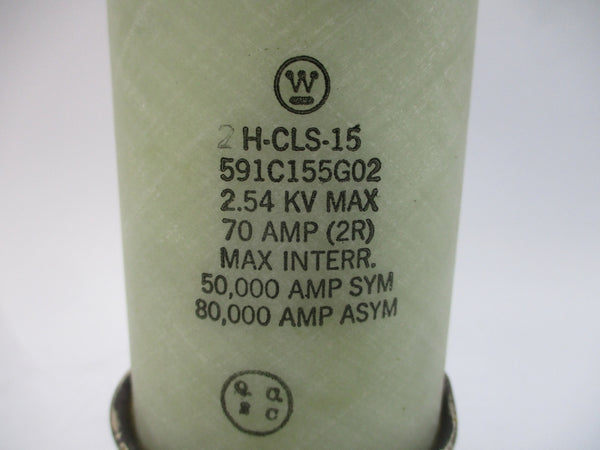 W
2 H-CLS-15
591C155G02
2.54 KV MAX
70 AMP (2R)
MAX INTERR.
50,000 AMP SYM
80,000 AMP ASYM
Q C